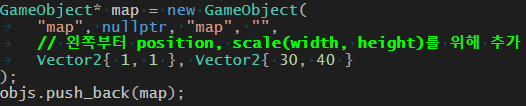 GameObject* map = new GameObject(
"map", nullptr, "map", "",
// 왼쪽부터 position, scale(width, height)를 위해 추가
Vector2{ 1, 1 }, Vector2{ 30, 40 }
);
objs.push_back(map);